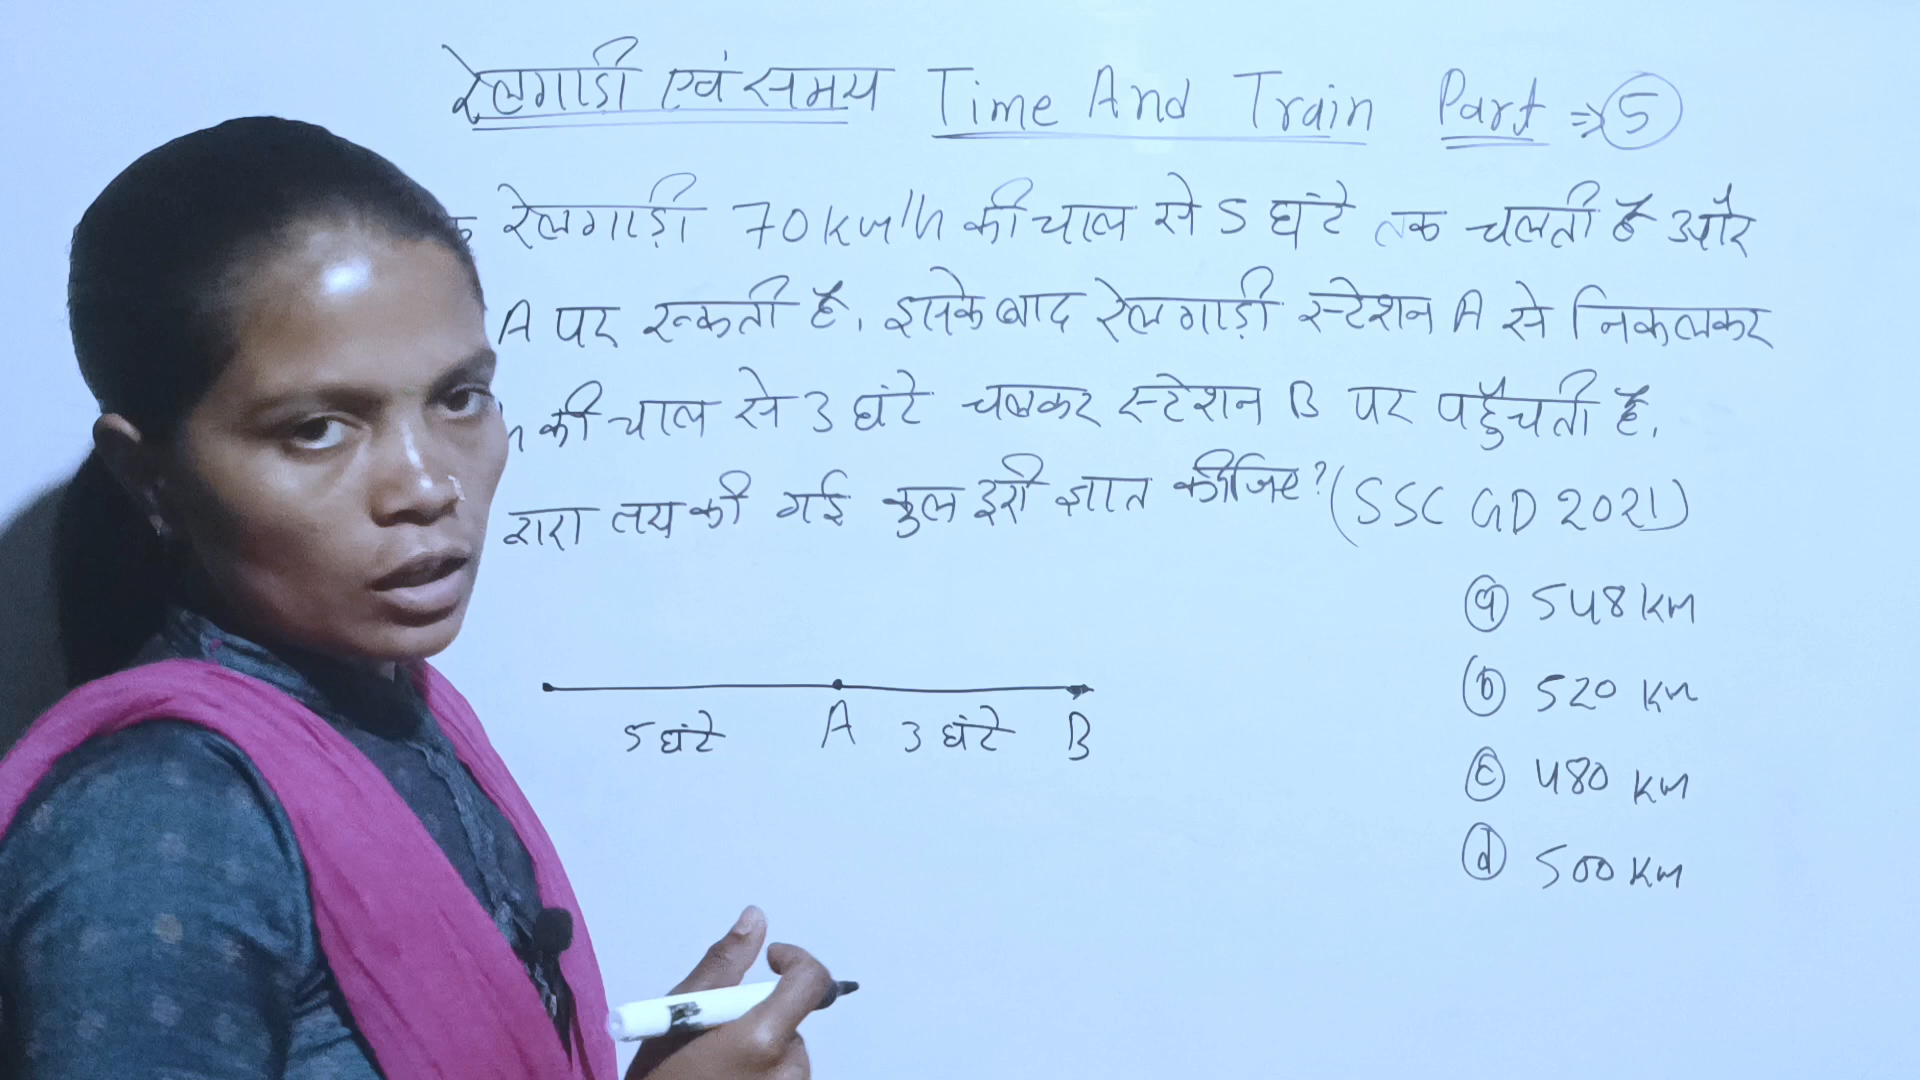 रेलगाडी एवं समय Time And Train Part ⇒ 5
रेलगाड़ी 70 km/h की चाल से 5 घंटे तक चलती है और
A पर रूकती है, इसके बाद रेलगाड़ी स्टेशन A से निकलकर
की चाल से 3 घंटे चलकर स्टेशन B पर पहुँचती है,
तय की गई कुल दूरी ज्ञात कीजिए? (SSC GD 2021)
(a) 548 km
(b) 520 km
(c) 480 km
(d) 500 km
5 घंटे A 3 घंटे B